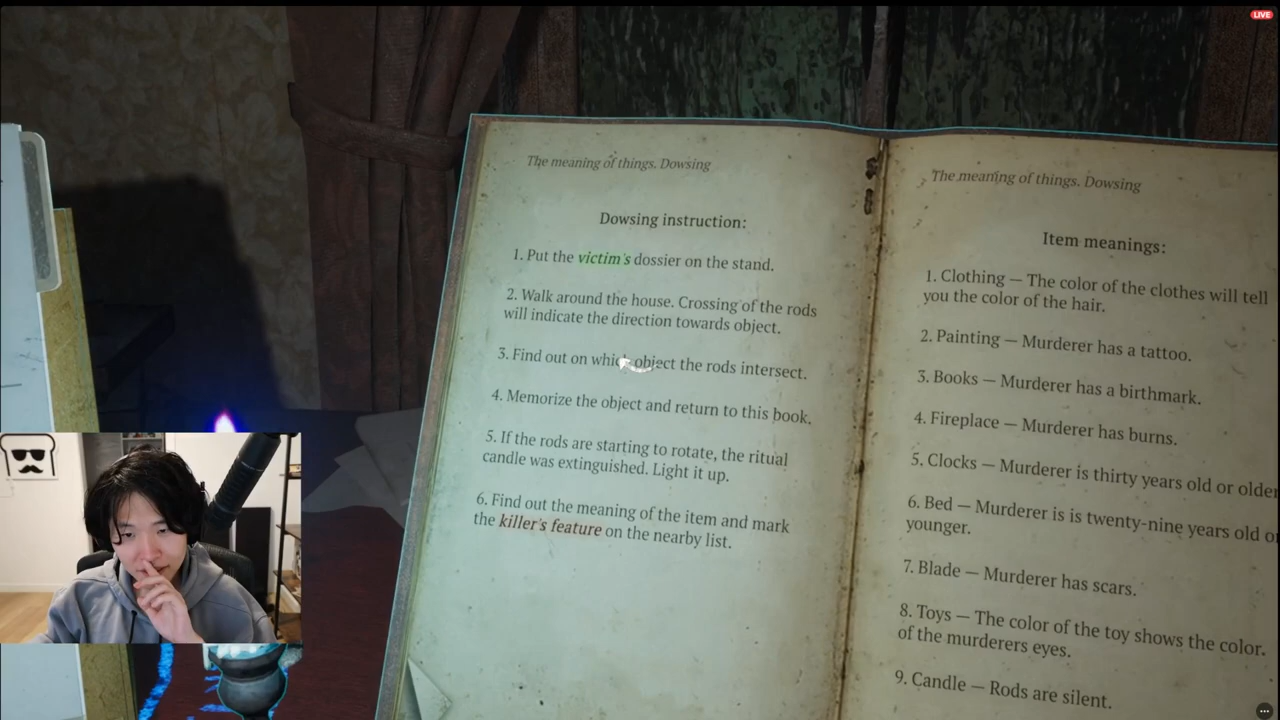 LIVE
The meaning of things. Dowsing
Dowsing instruction:
1. Put the victim's dossier on the stand.
2. Walk around the house. Crossing of the rods
will indicate the direction towards object.
3. Find out on which object the rods intersect.
4. Memorize the object and return to this book.
5. If the rods are starting to rotate, the ritual
candle was extinguished. Light it up.
6. Find out the meaning of the item and mark
the killer's feature on the nearby list.
The meaning of things. Dowsing
Item meanings:
1. Clothing — The color of the clothes will tell
you the color of the hair.
2. Painting — Murderer has a tattoo.
3. Books — Murderer has a birthmark.
4. Fireplace — Murderer has burns.
5. Clocks — Murderer is thirty years old or older
6. Bed — Murderer is is twenty-nine years old or
younger.
7. Blade — Murderer has scars.
8. Toys — The color of the toy shows the color.
of the murderers eyes.
9. Candle — Rods are silent.